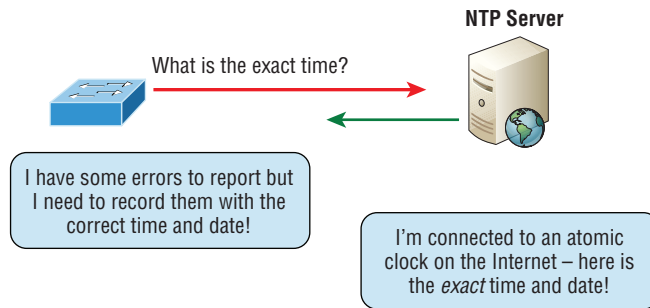 NTP Server
What is the exact time?
I have some errors to report but
I need to record them with the
correct time and date!
I'm connected to an atomic
clock on the Internet – here is
the exact time and date!